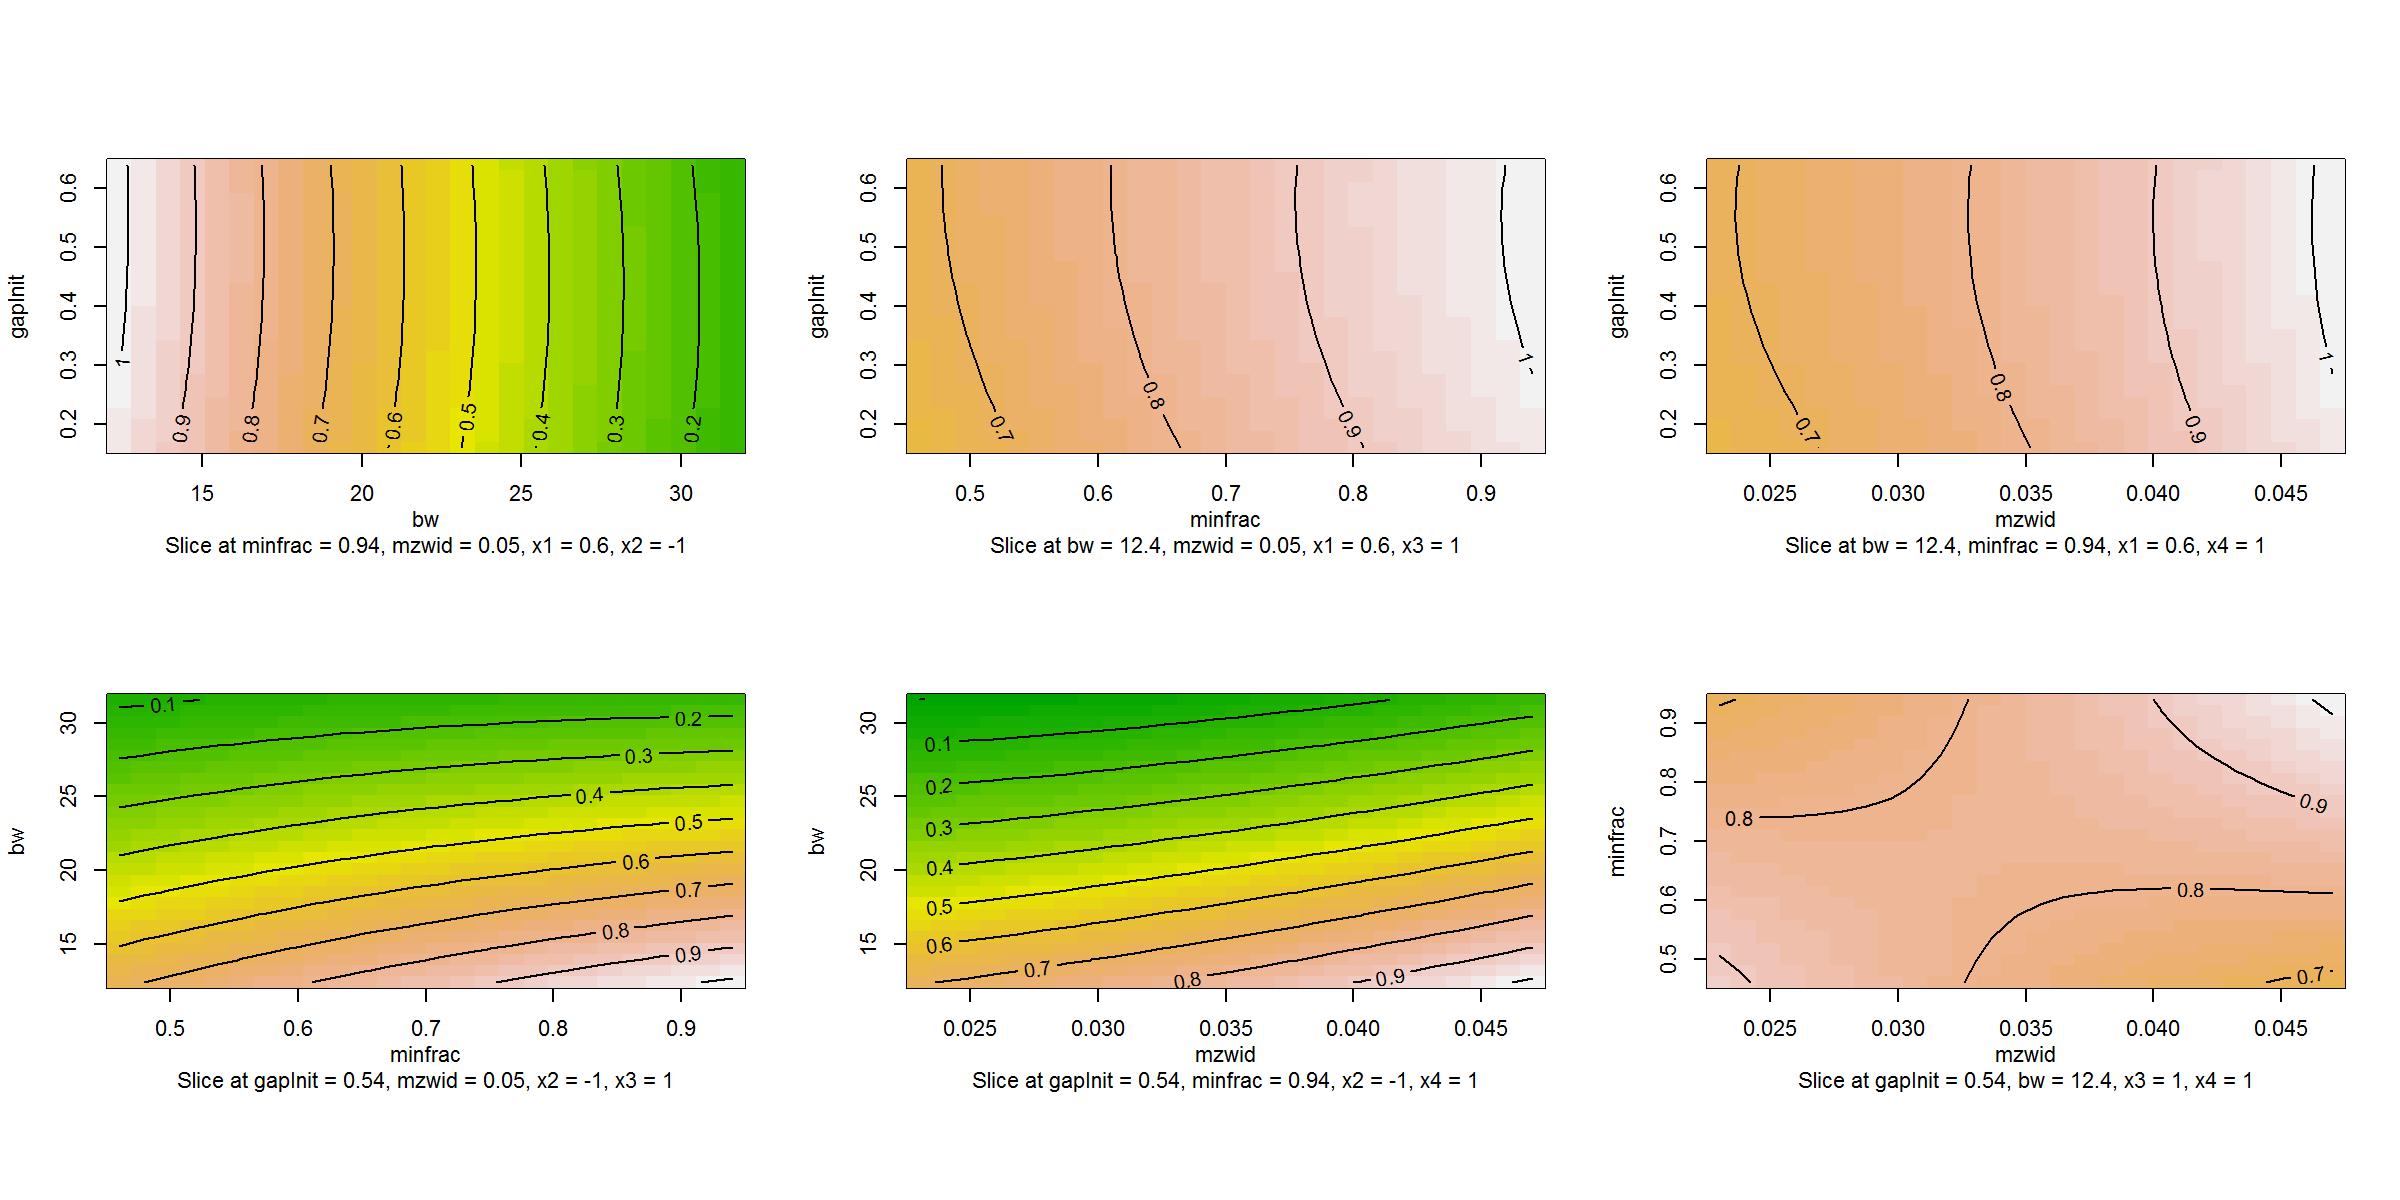 gapInit
0.2 0.3 0.4 0.5 0.6
1 0.9 0.8 0.7 0.6 0.5 0.4 0.3 0.2
15 20 25 30
bw
Slice at minfrac = 0.94, mzwid = 0.05, x1 = 0.6, x2 = -1
gapInit
0.2 0.3 0.4 0.5 0.6
0.7 0.8 0.9 1
0.5 0.6 0.7 0.8 0.9
minfrac
Slice at bw = 12.4, mzwid = 0.05, x1 = 0.6, x3 = 1
gapInit
0.2 0.3 0.4 0.5 0.6
0.7 0.8 0.9 1
0.025 0.030 0.035 0.040 0.045
mzwid
Slice at bw = 12.4, minfrac = 0.94, x1 = 0.6, x4 = 1
bw
15 20 25 30
0.1 0.2 0.3 0.4 0.5 0.6 0.7 0.8 0.9
0.5 0.6 0.7 0.8 0.9
minfrac
Slice at gapInit = 0.54, mzwid = 0.05, x2 = -1, x3 = 1
bw
15 20 25 30
0.1 0.2 0.3 0.4 0.5 0.6 0.7 0.8 0.9
0.025 0.030 0.035 0.040 0.045
mzwid
Slice at gapInit = 0.54, minfrac = 0.94, x2 = -1, x4 = 1
minfrac
0.5 0.6 0.7 0.8 0.9
0.8 0.9 0.8 0.7
0.025 0.030 0.035 0.040 0.045
mzwid
Slice at gapInit = 0.54, bw = 12.4, x3 = 1, x4 = 1